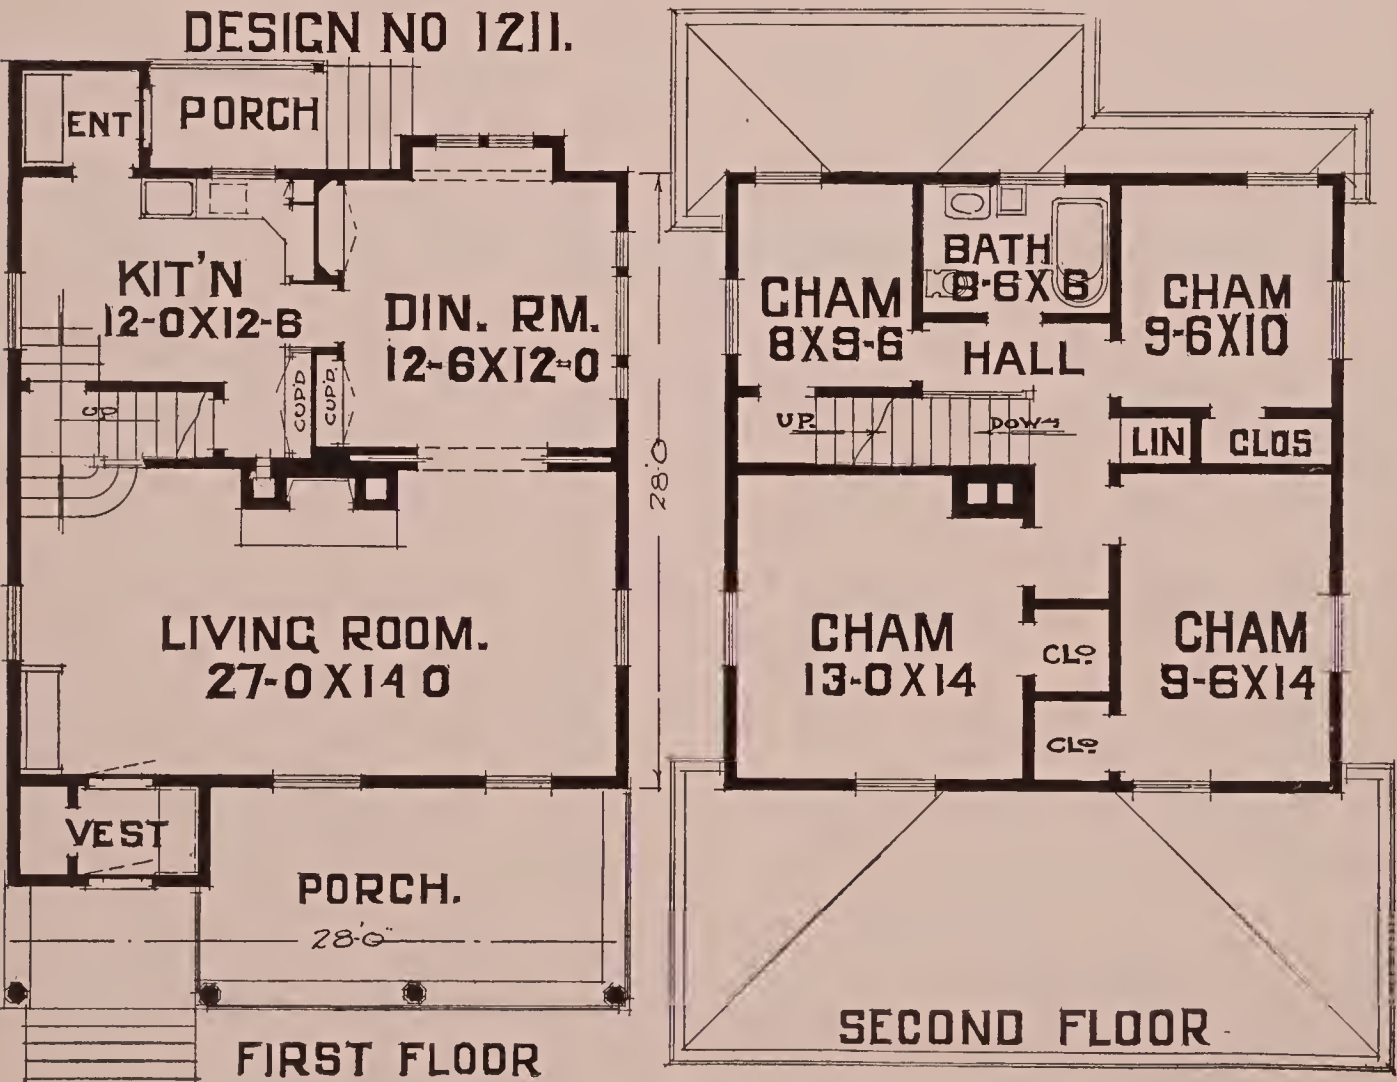 DESIGN NO 1211.
ENT
PORCH
KIT'N
12-0X12-6
DIN. RM.
12-6X12-0
CUP'D.
CUP'D.
UP
28'-0
LIVING ROOM.
27-0X14 0
VEST
PORCH.
28'-0"
FIRST FLOOR
BATH
8-6X6
CHAM
8X9-6
CHAM
9-6X10
HALL
UP.
DOWN
LIN
CLOS
CHAM
13-0X14
CLO
CHAM
9-6X14
CLO
SECOND FLOOR